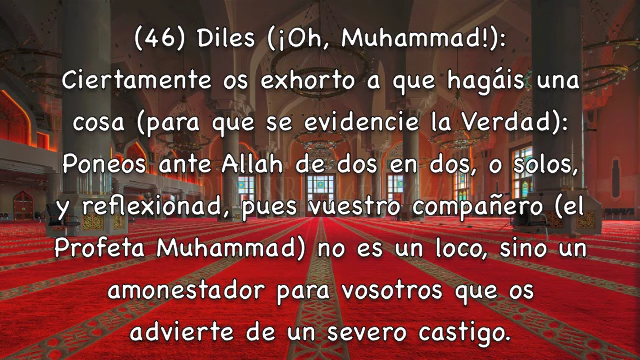 (46) Diles (¡Oh, Muhammad!):
Ciertamente os exhorto a que hagáis una
cosa (para que se evidencie la Verdad):
Poneos ante Allah de dos en dos, o solos,
y reflexionad, pues vuestro compañero (el
Profeta Muhammad) no es un loco, sino un
amonestador para vosotros que os
advierte de un severo castigo.